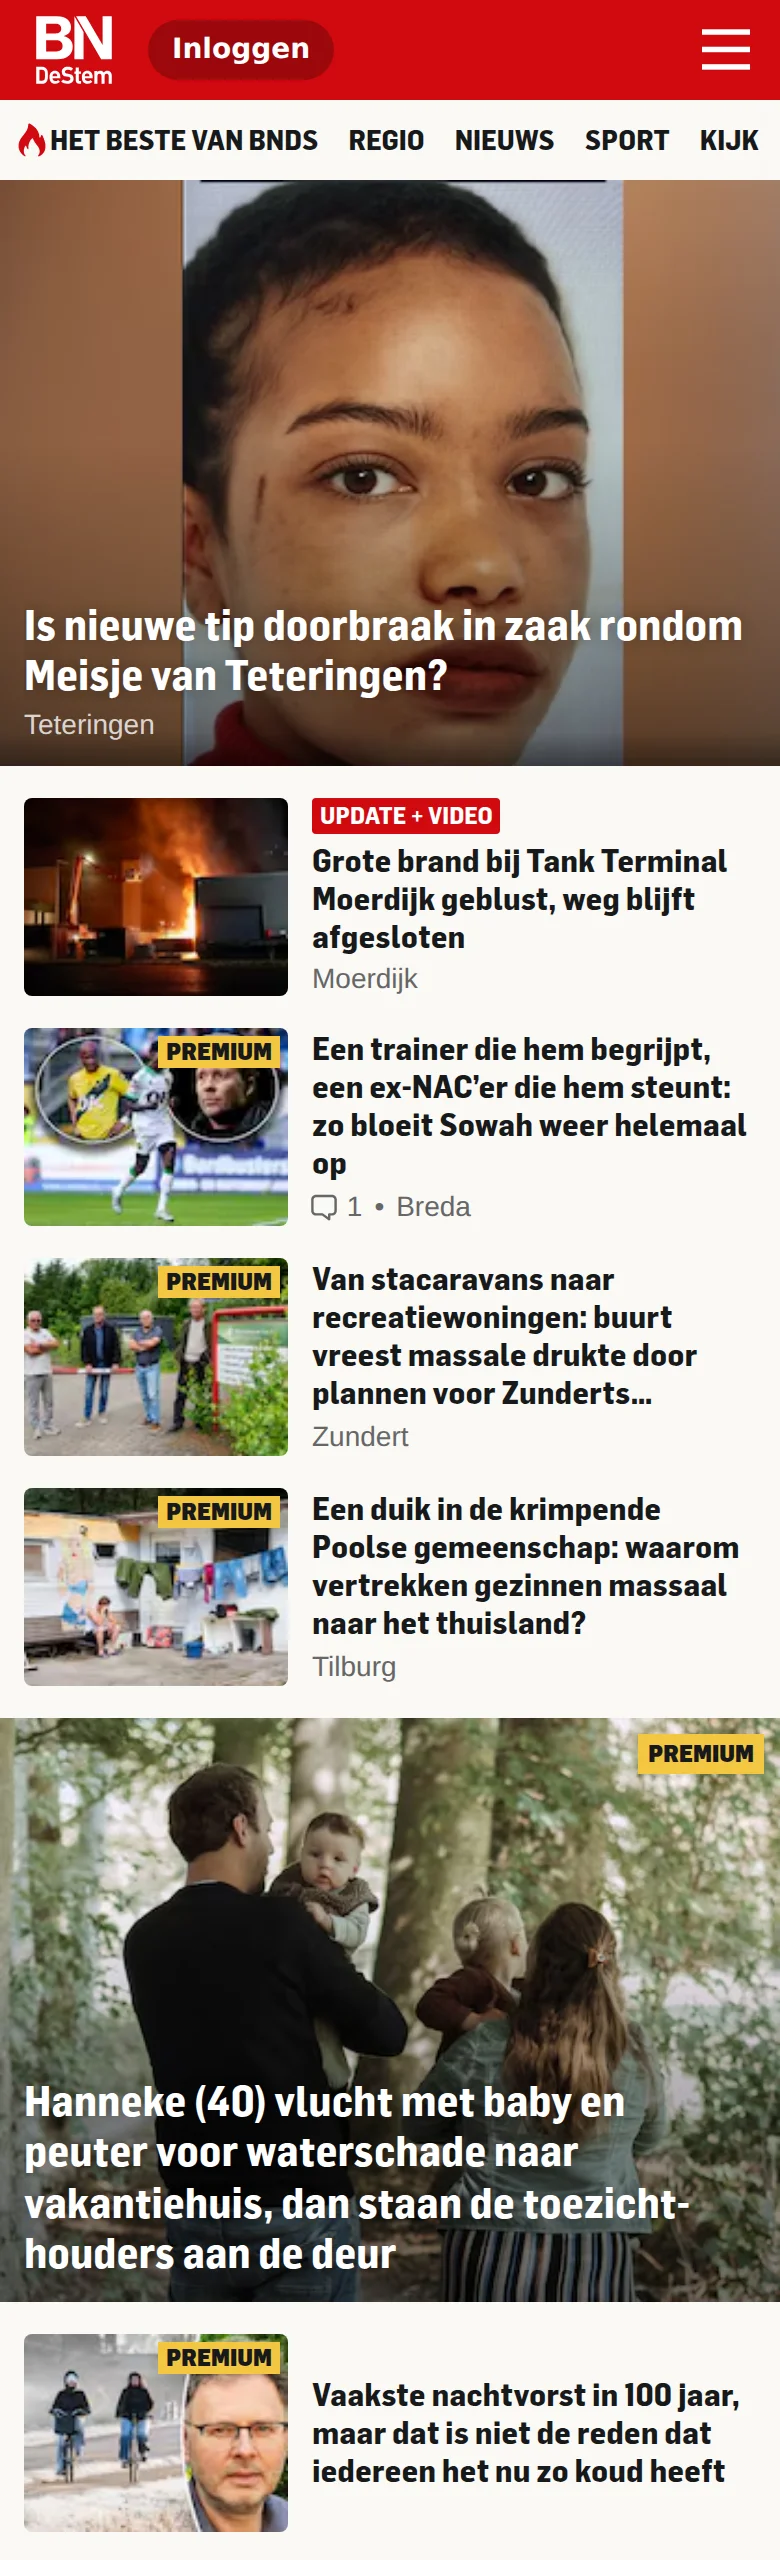 BN
DeStem
Inloggen
HET BESTE VAN BNDS REGIO NIEUWS SPORT KIJK
Is nieuwe tip doorbraak in zaak rondom
Meisje van Teteringen?
Teteringen
UPDATE + VIDEO
Grote brand bij Tank Terminal
Moerdijk geblust, weg blijft
afgesloten
Moerdijk
PREMIUM
Een trainer die hem begrijpt,
een ex-NAC’er die hem steunt:
zo bloeit Sowah weer helemaal
op
1 • Breda
PREMIUM
Van stacaravans naar
recreatiewoningen: buurt
vreest massale drukte door
plannen voor Zunderts...
Zundert
PREMIUM
Een duik in de krimpende
Poolse gemeenschap: waarom
vertrekken gezinnen massaal
naar het thuisland?
Tilburg
PREMIUM
Hanneke (40) vlucht met baby en
peuter voor waterschade naar
vakantiehuis, dan staan de toezicht-
houders aan de deur
PREMIUM
Vaakste nachtvorst in 100 jaar,
maar dat is niet de reden dat
iedereen het nu zo koud heeft